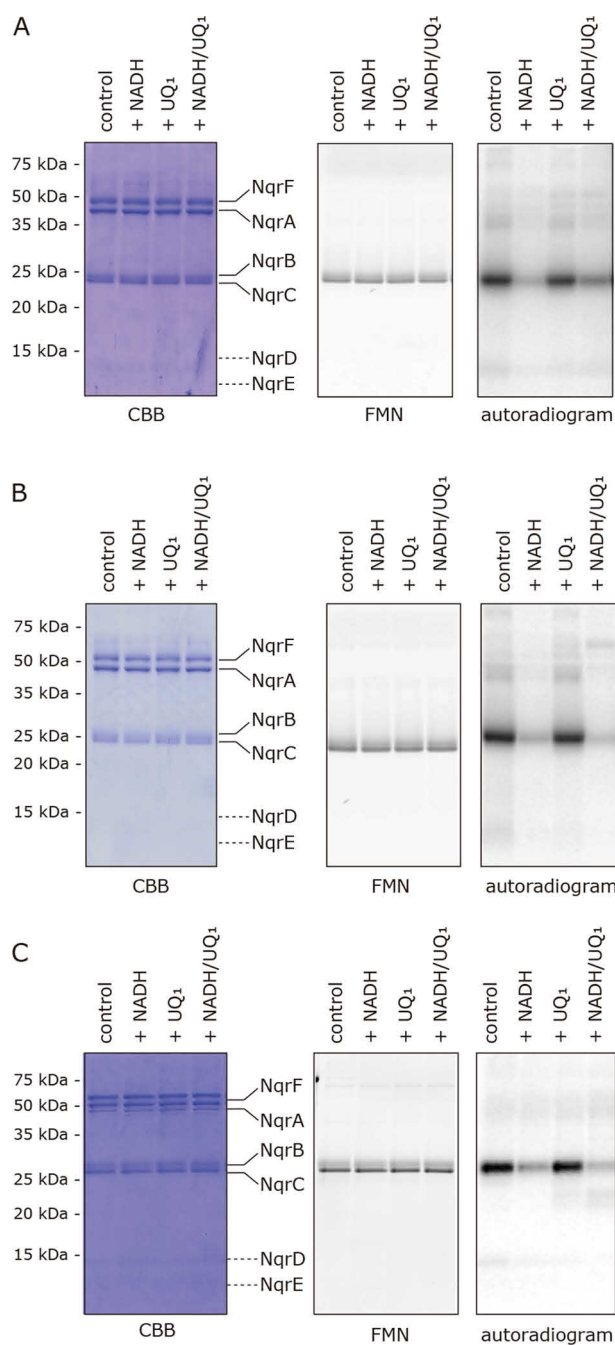 A
control
+ NADH
+ UQ₁
+ NADH/UQ₁
control
+ NADH
+ UQ₁
+ NADH/UQ₁
control
+ NADH
+ UQ₁
+ NADH/UQ₁
75 kDa -
50 kDa -
35 kDa -
25 kDa -
20 kDa -
15 kDa -
NqrF
NqrA
NqrB
NqrC
NqrD
NqrE
CBB
FMN
autoradiogram
B
control
+ NADH
+ UQ₁
+ NADH/UQ₁
control
+ NADH
+ UQ₁
+ NADH/UQ₁
control
+ NADH
+ UQ₁
+ NADH/UQ₁
75 kDa -
50 kDa -
35 kDa -
25 kDa -
20 kDa -
15 kDa -
NqrF
NqrA
NqrB
NqrC
NqrD
NqrE
CBB
FMN
autoradiogram
C
control
+ NADH
+ UQ₁
+ NADH/UQ₁
control
+ NADH
+ UQ₁
+ NADH/UQ₁
control
+ NADH
+ UQ₁
+ NADH/UQ₁
75 kDa -
50 kDa -
35 kDa -
25 kDa -
20 kDa -
15 kDa -
NqrF
NqrA
NqrB
NqrC
NqrD
NqrE
CBB
FMN
autoradiogram